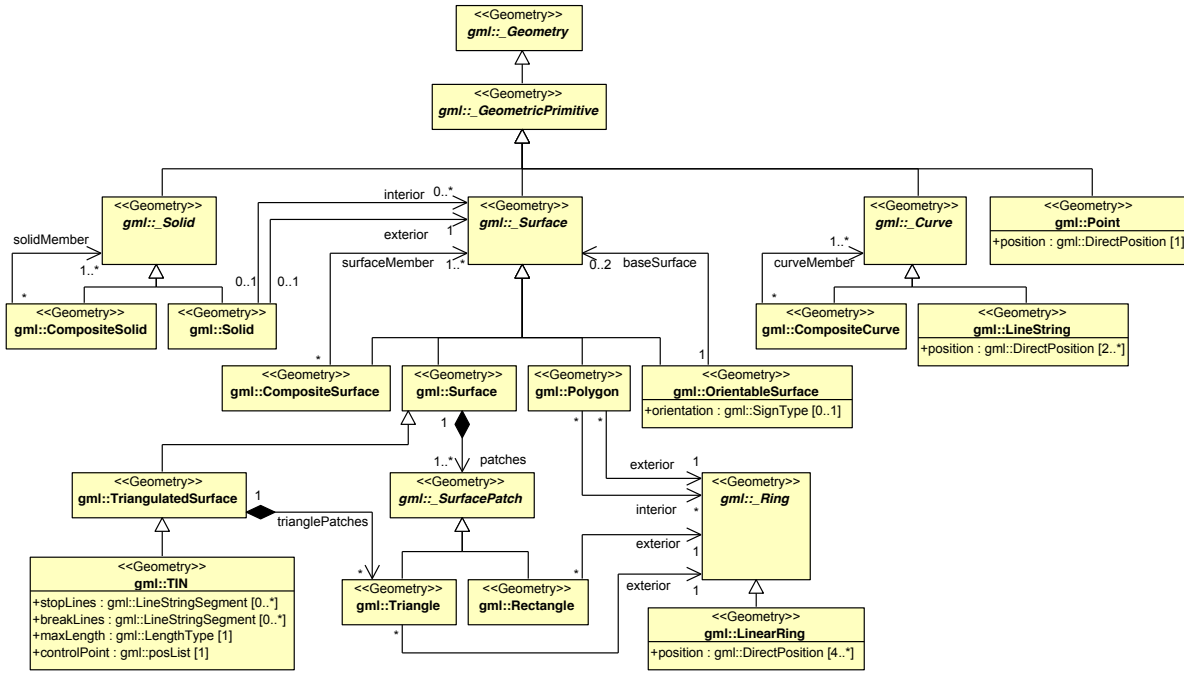 <<Geometry>>
gml::_Geometry
<<Geometry>>
gml::_GeometricPrimitive
<<Geometry>>
gml::_Solid
<<Geometry>>
gml::_Surface
<<Geometry>>
gml::_Curve
<<Geometry>>
gml::Point
+position : gml::DirectPosition [1]
interior 0..*
exterior 1
solidMember
1..*
*
0..1
0..1
surfaceMember 1..*
*
0..2 baseSurface
1
1..*
curveMember
*
<<Geometry>>
gml::CompositeSolid
<<Geometry>>
gml::Solid
<<Geometry>>
gml::CompositeCurve
<<Geometry>>
gml::LineString
+position : gml::DirectPosition [2..*]
<<Geometry>>
gml::CompositeSurface
<<Geometry>>
gml::Surface
<<Geometry>>
gml::Polygon
<<Geometry>>
gml::OrientableSurface
+orientation : gml::SignType [0..1]
1
1..* patches
* *
exterior 1
interior *
<<Geometry>>
gml::TriangulatedSurface
1
trianglePatches
*
<<Geometry>>
gml::_SurfacePatch
<<Geometry>>
gml::_Ring
exterior 1
*
exterior 1
*
<<Geometry>>
gml::TIN
+stopLines : gml::LineStringSegment [0..*]
+breakLines : gml::LineStringSegment [0..*]
+maxLength : gml::LengthType [1]
+controlPoint : gml::posList [1]
<<Geometry>>
gml::Triangle
<<Geometry>>
gml::Rectangle
<<Geometry>>
gml::LinearRing
+position : gml::DirectPosition [4..*]